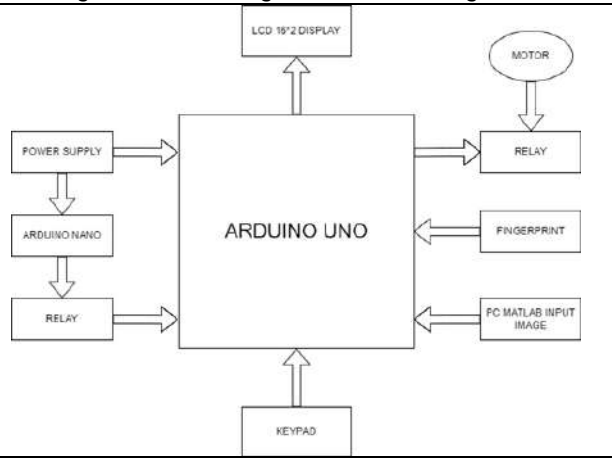 LCD 16*2 DISPLAY
MOTOR
POWER SUPPLY
RELAY
ARDUINO NANO
ARDUINO UNO
FINGERPRINT
RELAY
PC MATLAB INPUT
IMAGE
KEYPAD